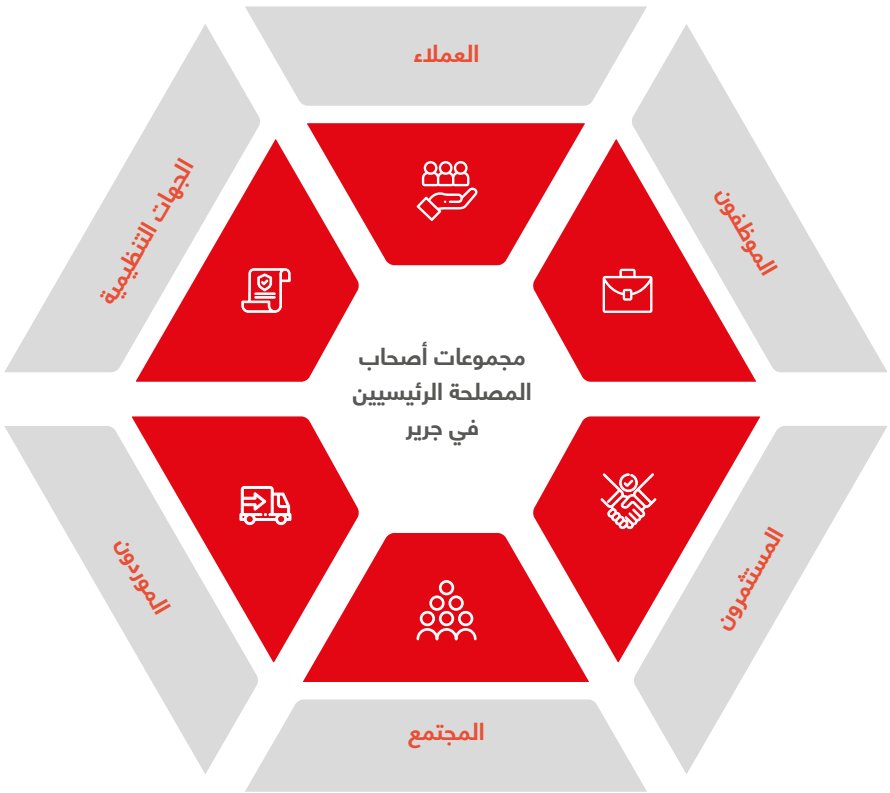 العملاء
الموظفون
الجهات التنظيمية
مجموعات أصحاب
المصلحة الرئيسيين
في جرير
المستثمرون
الموردون
المجتمع